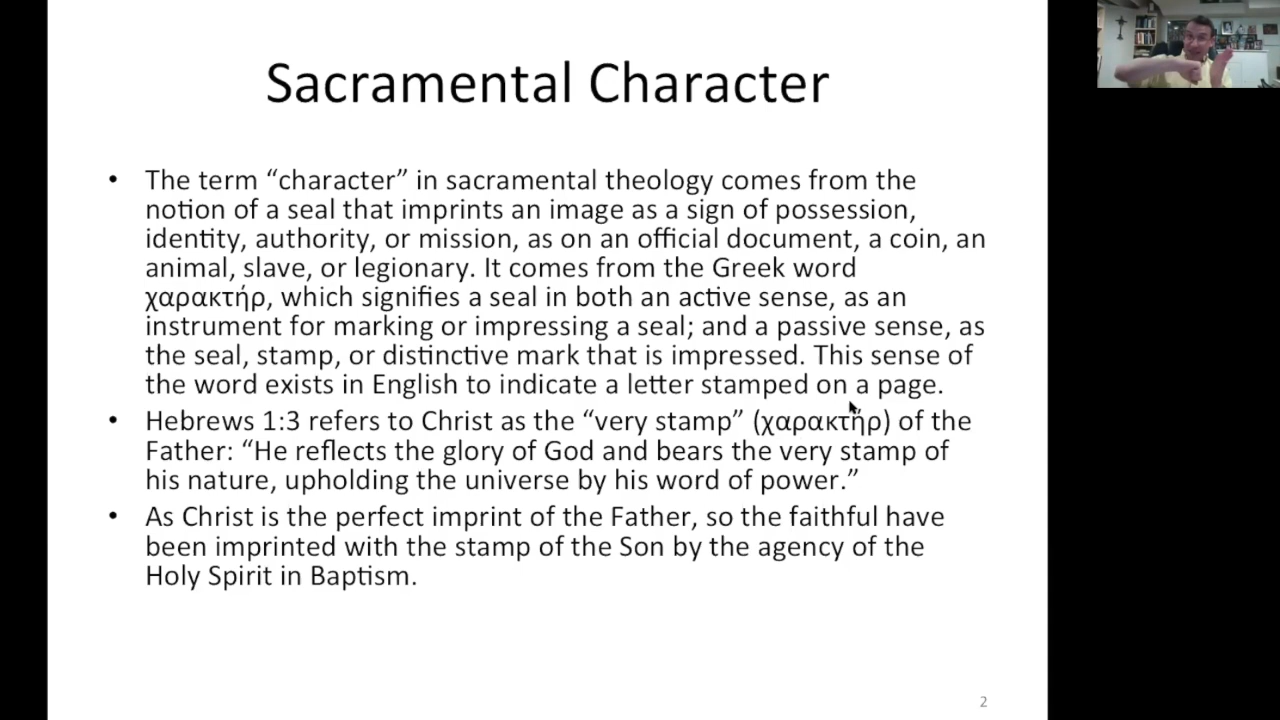 Sacramental Character
• The term “character” in sacramental theology comes from the
notion of a seal that imprints an image as a sign of possession,
identity, authority, or mission, as on an official document, a coin, an
animal, slave, or legionary. It comes from the Greek word
χαρακτήρ, which signifies a seal in both an active sense, as an
instrument for marking or impressing a seal; and a passive sense, as
the seal, stamp, or distinctive mark that is impressed. This sense of
the word exists in English to indicate a letter stamped on a page.
• Hebrews 1:3 refers to Christ as the “very stamp” (χαρακτήρ) of the
Father: “He reflects the glory of God and bears the very stamp of
his nature, upholding the universe by his word of power.”
• As Christ is the perfect imprint of the Father, so the faithful have
been imprinted with the stamp of the Son by the agency of the
Holy Spirit in Baptism.
2